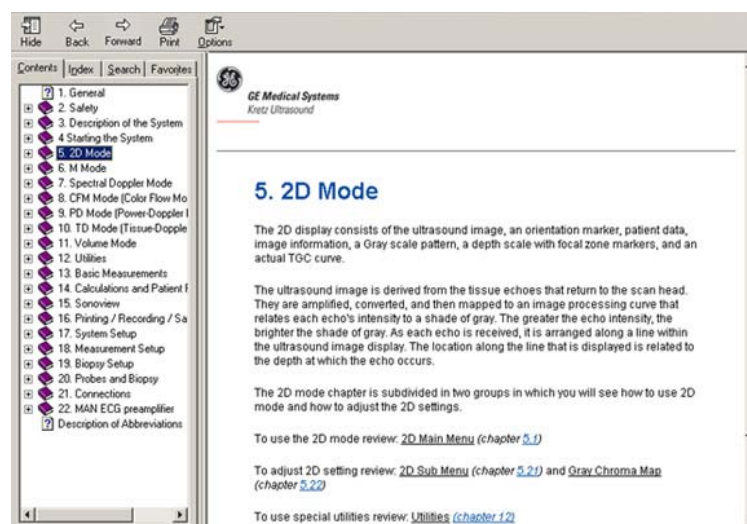 Hide Back Forward Print Options
Contents Index Search Favorites
1. General
2. Safety
3. Description of the System
4 Starting the System
5. 2D Mode
6. M Mode
7. Spectral Doppler Mode
8. CFM Mode (Color Flow Mo
9. PD Mode (Power-Doppler I
10. TD Mode (Tissue-Dopple
11. Volume Mode
12. Utilities
13. Basic Measurements
14. Calculations and Patient F
15. Sonoview
16. Printing / Recording / Sa
17. System Setup
18. Measurement Setup
19. Biopsy Setup
20. Probes and Biopsy
21. Connections
22. MAN ECG preamplifier
Description of Abbreviations
GE
GE Medical Systems
Kretz Ultrasound
5. 2D Mode
The 2D display consists of the ultrasound image, an orientation marker, patient data,
image information, a Gray scale pattern, a depth scale with focal zone markers, and an
actual TGC curve.
The ultrasound image is derived from the tissue echoes that return to the scan head.
They are amplified, converted, and then mapped to an image processing curve that
relates each echo's intensity to a shade of gray. The greater the echo intensity, the
brighter the shade of gray. As each echo is received, it is arranged along a line within
the ultrasound image display. The location along the line that is displayed is related to
the depth at which the echo occurs.
The 2D mode chapter is subdivided in two groups in which you will see how to use 2D
mode and how to adjust the 2D settings.
To use the 2D mode review: 2D Main Menu (chapter 5.1)
To adjust 2D setting review: 2D Sub Menu (chapter 5.21) and Gray Chroma Map
(chapter 5.22)
To use special utilities review: Utilities (chapter 12)